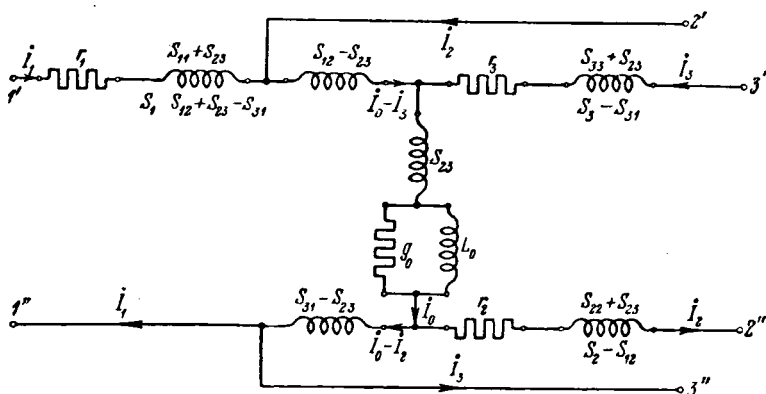 2'
İ₂
İ₁
r₁
S₁₁+S₂₃
S₁₂−S₂₃
r₃
S₃₃+S₂₃
İ₃
1'
S₁
S₁₂+S₂₃−S₃₁
İ₀−İ₃
S₃−S₃₁
3'
S₂₃
g₀
L₀
1"
İ₁
S₃₁−S₂₃
İ₀
r₂
S₂₂+S₂₃
İ₂
İ₀−İ₂
S₂−S₁₂
2"
İ₃
3"